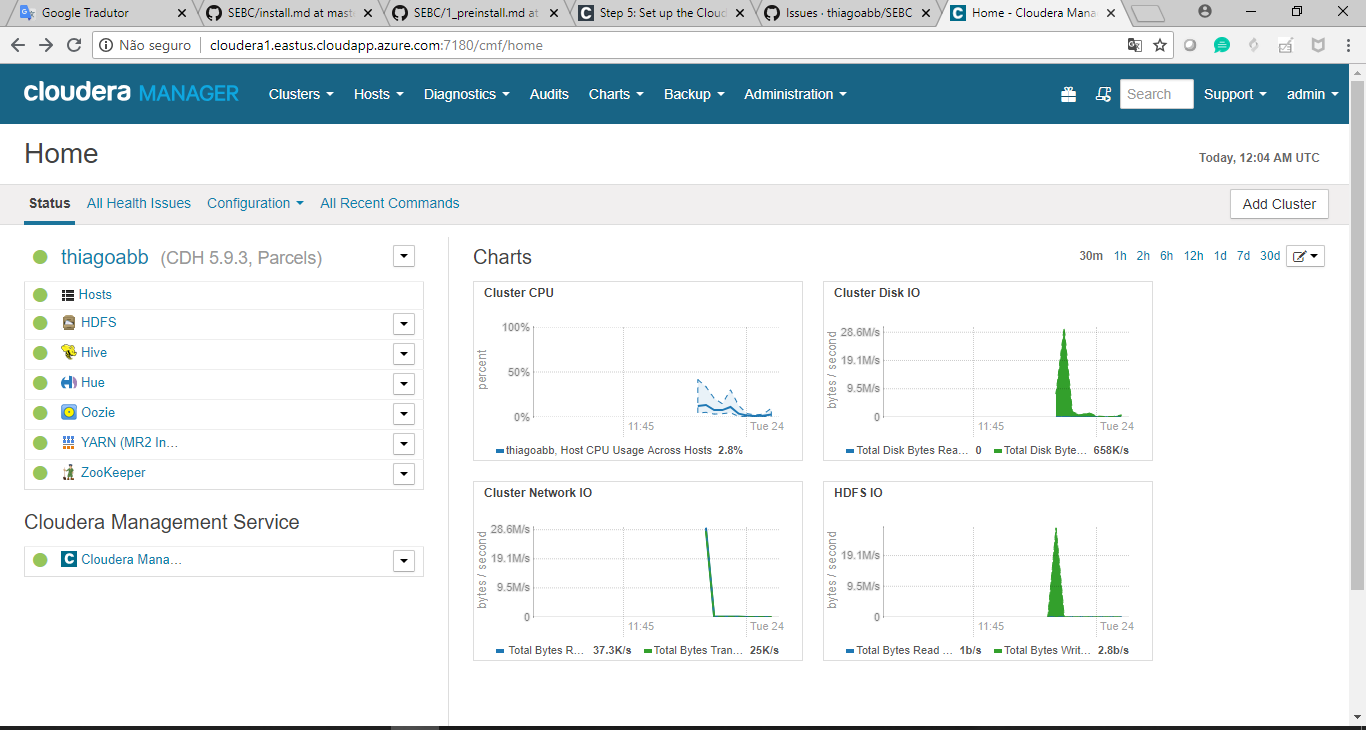 Google Tradutor
SEBC/install.md at mast
SEBC/1_preinstall.md at
Step 5: Set up the Cloud
Issues · thiagoabb/SEBC
Home - Cloudera Mana
Não seguro
cloudera1.eastus.cloudapp.azure.com:7180/cmf/home
cloudera MANAGER
Clusters
Hosts
Diagnostics
Audits
Charts
Backup
Administration
Search
Support
admin
Home
Today, 12:04 AM UTC
Status
All Health Issues
Configuration
All Recent Commands
Add Cluster
thiagoabb (CDH 5.9.3, Parcels)
Hosts
HDFS
Hive
Hue
Oozie
YARN (MR2 In...
ZooKeeper
Cloudera Management Service
C Cloudera Mana...
Charts
30m 1h 2h 6h 12h 1d 7d 30d
Cluster CPU
percent
100%
50%
0%
11:45
Tue 24
thiagoabb, Host CPU Usage Across Hosts 2.8%
Cluster Disk IO
bytes / second
28.6M/s
19.1M/s
9.5M/s
0
11:45
Tue 24
Total Disk Bytes Rea... 0
Total Disk Byte... 658K/s
Cluster Network IO
bytes / second
28.6M/s
19.1M/s
9.5M/s
0
11:45
Tue 24
Total Bytes R... 37.3K/s
Total Bytes Tran... 25K/s
HDFS IO
bytes / second
19.1M/s
9.5M/s
0
11:45
Tue 24
Total Bytes Read ... 1b/s
Total Bytes Writ... 2.8b/s